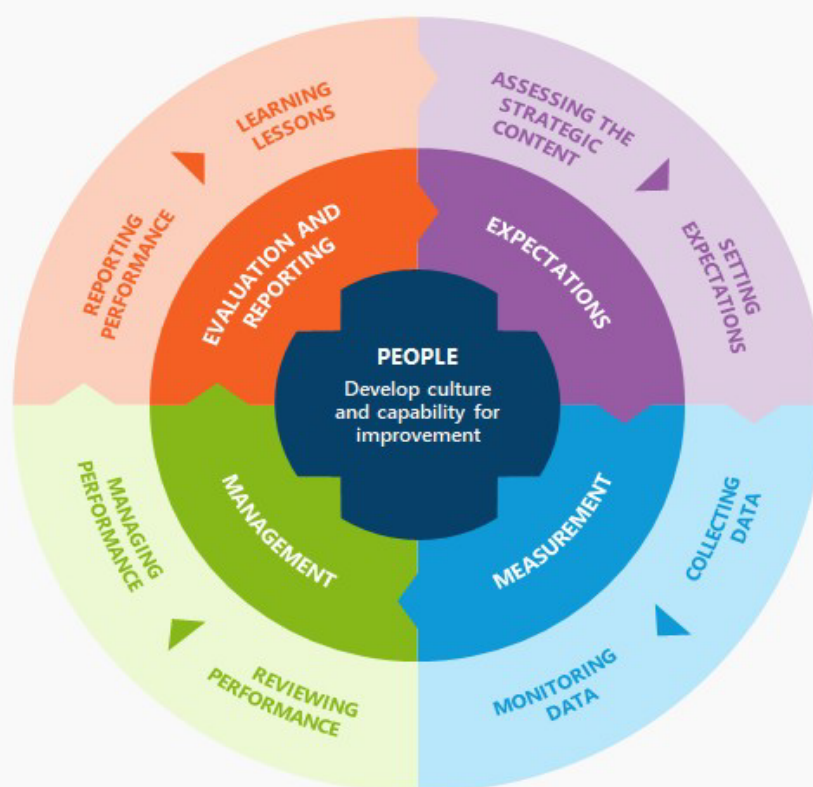 LEARNING
LESSONS
ASSESSING THE
STRATEGIC
CONTENT
REPORTING
PERFORMANCE
EVALUATION AND
REPORTING
EXPECTATIONS
SETTING
EXPECTATIONS
PEOPLE
Develop culture
and capability for
improvement
MANAGING
PERFORMANCE
MANAGEMENT
MEASUREMENT
COLLECTING
DATA
REVIEWING
PERFORMANCE
MONITORING
DATA